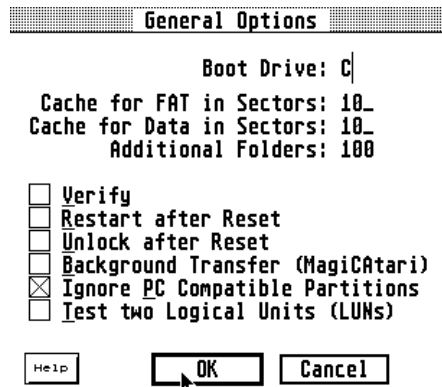 General Options
Boot Drive: C
Cache for FAT in Sectors: 10_
Cache for Data in Sectors: 10_
Additional Folders: 100
Verify
Restart after Reset
Unlock after Reset
Background Transfer (MagiCAtari)
Ignore PC Compatible Partitions
Test two Logical Units (LUNs)
Help OK Cancel